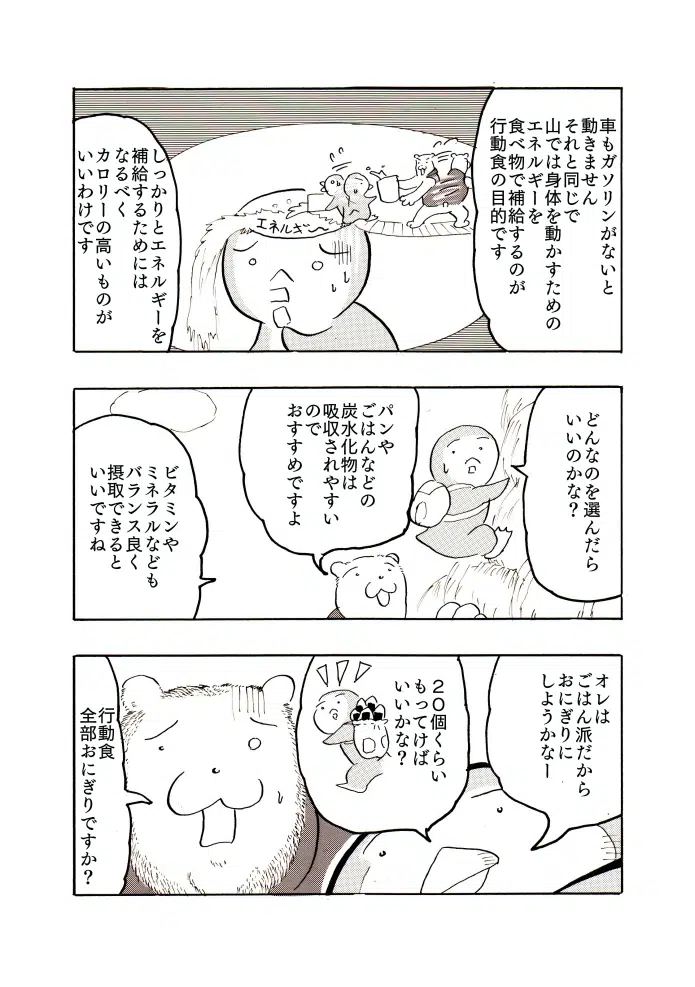 車もガソリンがないと
動きません
それと同じで
山では身体を動かすための
エネルギーを
食べ物で補給するのが
行動食の目的です
エネルギー
しっかりとエネルギーを
補給するためには
なるべく
カロリーの高いものが
いいわけです
どんなのを選んだら
いいのかな？
パンや
ごはんなどの
炭水化物は
吸収されやすい
ので
おすすめですよ
ビタミンや
ミネラルなども
バランス良く
摂取できると
いいですね
オレは
ごはん派だから
おにぎりに
しようかなー
２０個くらい
もってけば
いいかな？
行動食
全部おにぎりですか？